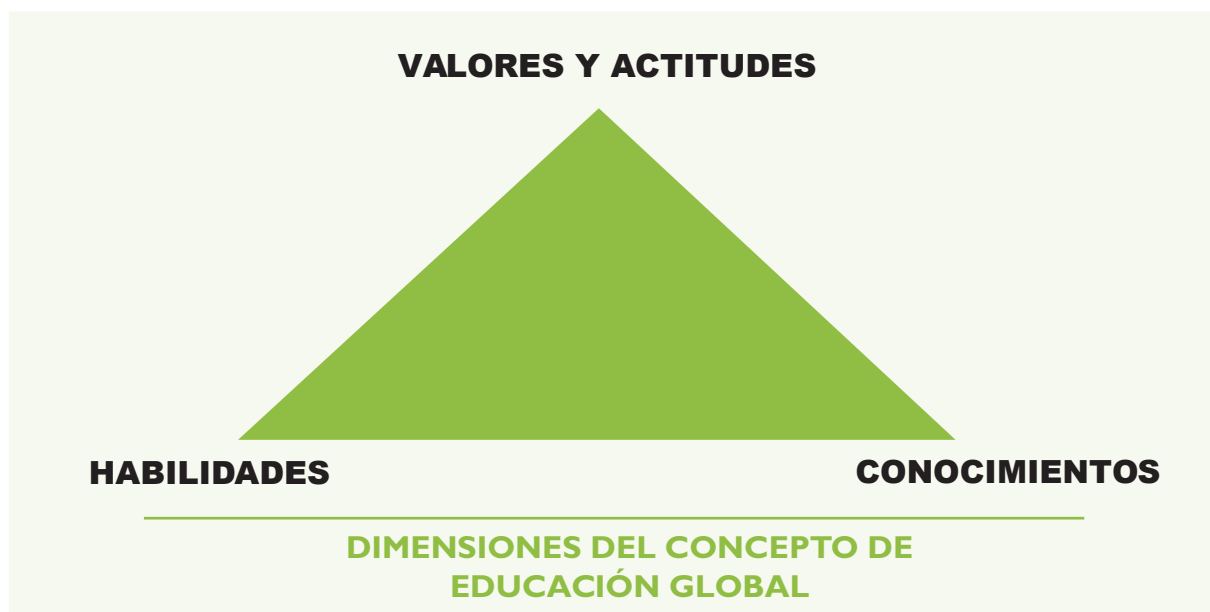 VALORES Y ACTITUDES
HABILIDADES
CONOCIMIENTOS
DIMENSIONES DEL CONCEPTO DE
EDUCACIÓN GLOBAL